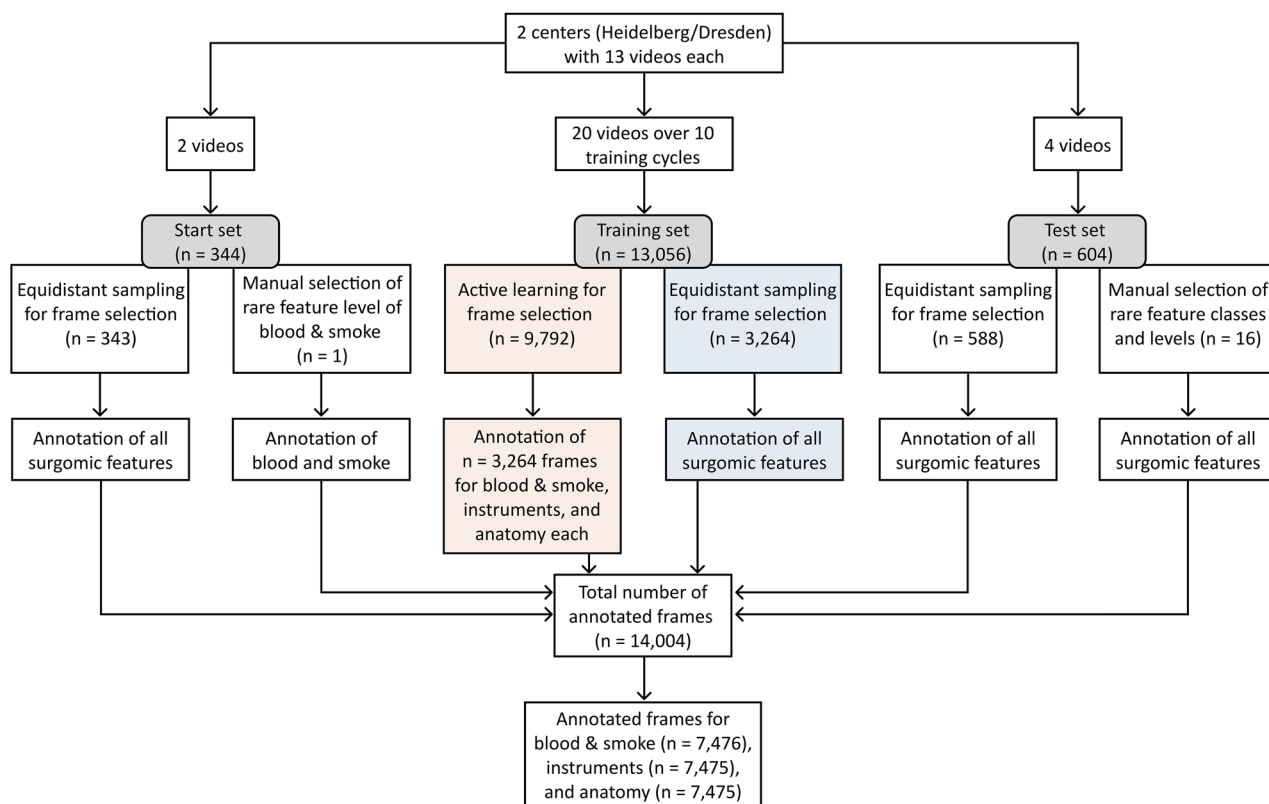 2 centers (Heidelberg/Dresden)
with 13 videos each
2 videos
20 videos over 10
training cycles
4 videos
Start set
(n = 344)
Training set
(n = 13,056)
Test set
(n = 604)
Equidistant sampling
for frame selection
(n = 343)
Manual selection of
rare feature level of
blood & smoke
(n = 1)
Active learning for
frame selection
(n = 9,792)
Equidistant sampling
for frame selection
(n = 3,264)
Equidistant sampling
for frame selection
(n = 588)
Manual selection of
rare feature classes
and levels (n = 16)
Annotation of all
surgomic features
Annotation of
blood and smoke
Annotation of
n = 3,264 frames
for blood & smoke,
instruments, and
anatomy each
Annotation of all
surgomic features
Annotation of all
surgomic features
Annotation of all
surgomic features
Total number of
annotated frames
(n = 14,004)
Annotated frames for
blood & smoke (n = 7,476),
instruments (n = 7,475),
and anatomy (n = 7,475)